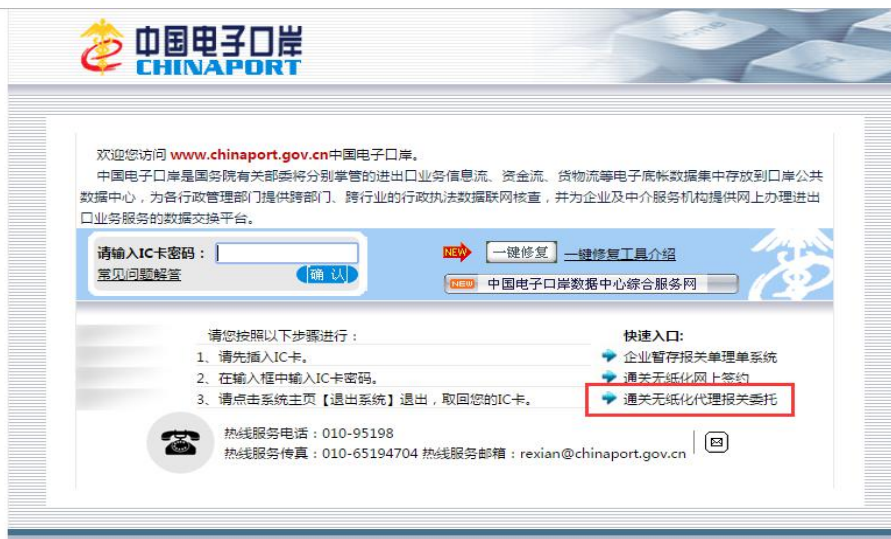 中国电子口岸
CHINAPORT
欢迎您访问 www.chinaport.gov.cn中国电子口岸。
中国电子口岸是国务院有关部委将分别掌管的进出口业务信息流、资金流、货物流等电子底帐数据集中存放到口岸公共
数据中心，为各行政管理部门提供跨部门、跨行业的行政执法数据联网核查，并为企业及中介服务机构提供网上办理进出
口业务服务的数据交换平台。
请输入IC卡密码：
常见问题解答
确 认
NEW 一键修复 一键修复工具介绍
NEW 中国电子口岸数据中心综合服务网
请您按照以下步骤进行：
1、请先插入IC卡。
2、在输入框中输入IC卡密码。
3、请点击系统主页【退出系统】退出，取回您的IC卡。
快速入口:
企业暂存报关单理单系统
通关无纸化网上签约
通关无纸化代理报关委托
热线服务电话：010-95198
热线服务传真：010-65194704 热线服务邮箱：rexian@chinaport.gov.cn